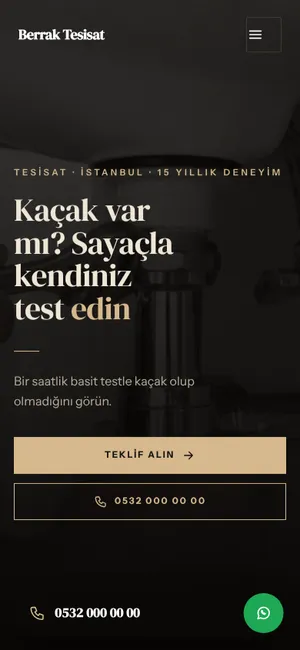 Berrak Tesisat
TESİSAT · İSTANBUL · 15 YILLIK DENEYİM
Kaçak var
mı? Sayaçla
kendiniz
test edin
Bir saatlik basit testle kaçak olup
olmadığını görün.
TEKLİF ALIN →
0532 000 00 00
0532 000 00 00